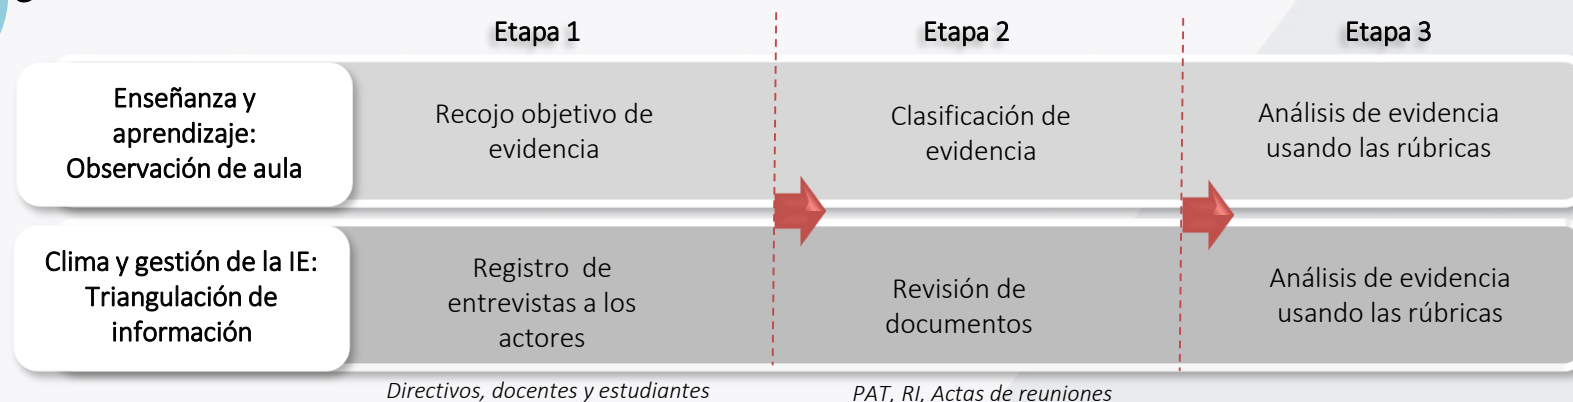 Etapa 1
Etapa 2
Etapa 3
Enseñanza y
aprendizaje:
Observación de aula
Recojo objetivo de
evidencia
Clasificación de
evidencia
Análisis de evidencia
usando las rúbricas
Clima y gestión de la IE:
Triangulación de
información
Registro de
entrevistas a los
actores
Revisión de
documentos
Análisis de evidencia
usando las rúbricas
Directivos, docentes y estudiantes
PAT, RI, Actas de reuniones